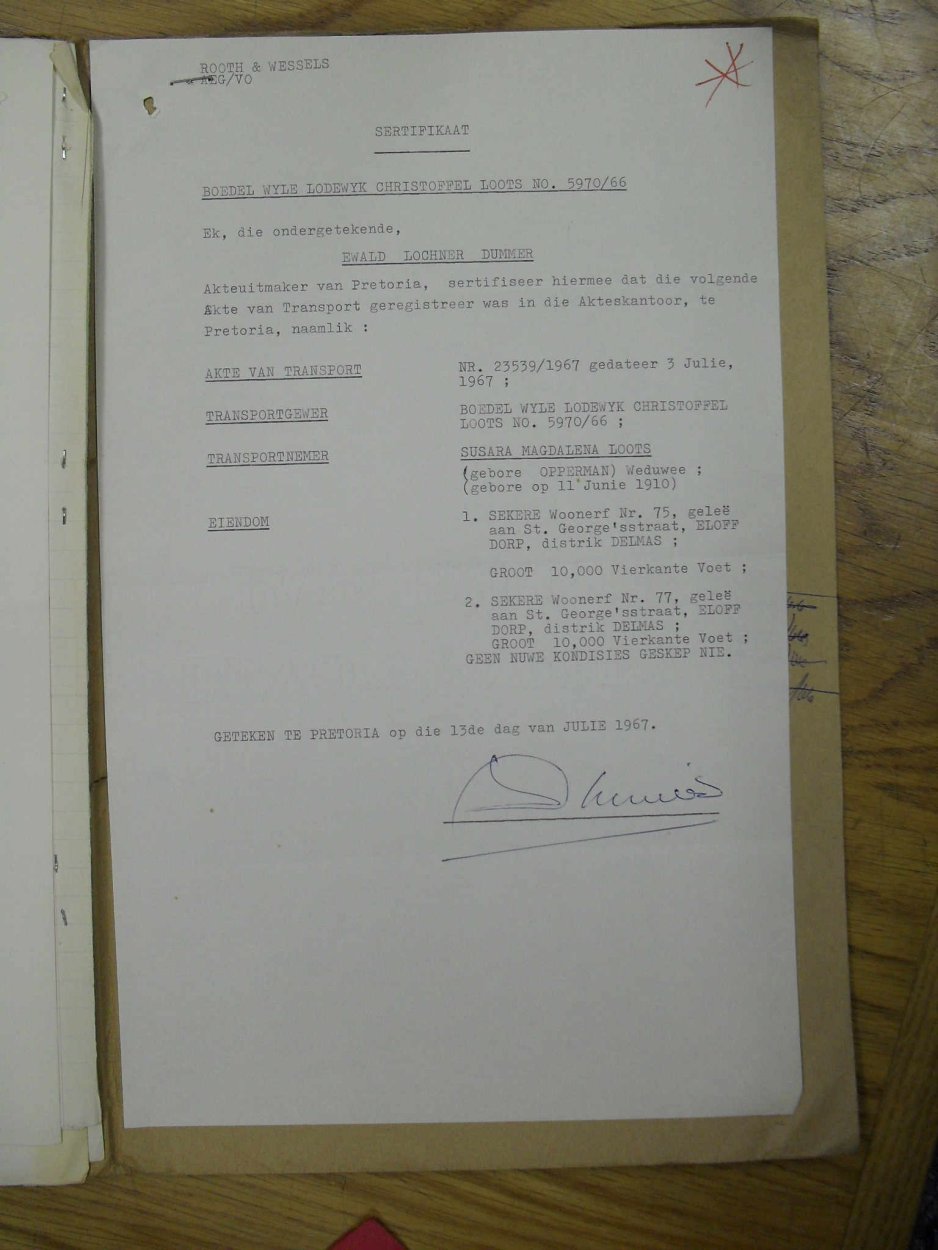 ROOTH & WESSELS
AEG/VO
SERTIFIKAAT
BOEDEL WYLE LODEWYK CHRISTOFFEL LOOTS NO. 5970/66
Ek, die ondergetekende,
EWALD LOCHNER DUMMER
Akteuitmaker van Pretoria, sertifiseer hiermee dat die volgende
Akte van Transport geregistreer was in die Akteskantoor, te
Pretoria, naamlik :
AKTE VAN TRANSPORT NR. 23539/1967 gedateer 3 Julie,
1967 ;
TRANSPORTGEWER BOEDEL WYLE LODEWYK CHRISTOFFEL
LOOTS NO. 5970/66 ;
TRANSPORTNEMER SUSARA MAGDALENA LOOTS
(gebore OPPERMAN) Weduwee ;
(gebore op 11 Junie 1910)
EIENDOM 1. SEKERE Woonerf Nr. 75, geleë
aan St. George'sstraat, ELOFF
DORP, distrik DELMAS ;
GROOT 10,000 Vierkante Voet ;
2. SEKERE Woonerf Nr. 77, geleë
aan St. George'sstraat, ELOFF
DORP, distrik DELMAS ;
GROOT 10,000 Vierkante Voet ;
GEEN NUWE KONDISIES GESKEP NIE.
GETEKEN TE PRETORIA op die 13de dag van JULIE 1967.